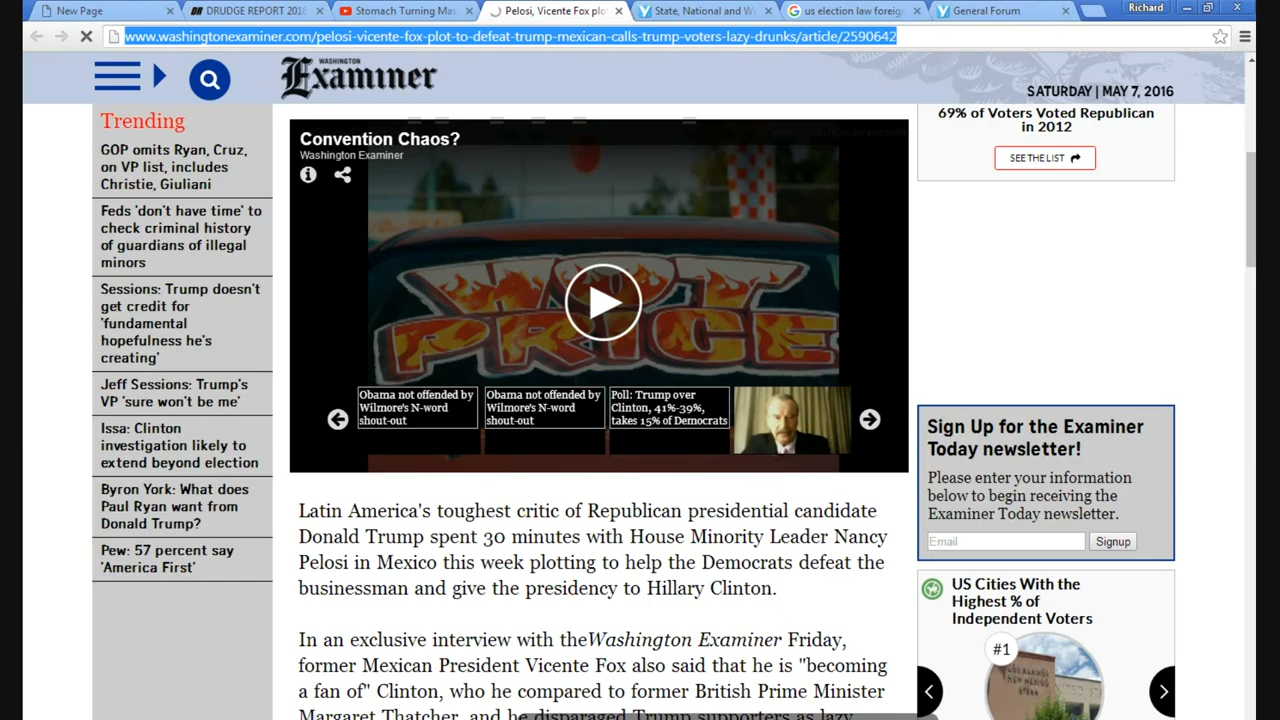 New Page
DRUDGE REPORT 2016
Stomach Turning Mas
Pelosi, Vicente Fox plo
State, National and W
us election law foreig
General Forum
Richard
www.washingtonexaminer.com/pelosi-vicente-fox-plot-to-defeat-trump-mexican-calls-trump-voters-lazy-drunks/article/2590642
WASHINGTON
Examiner
SATURDAY | MAY 7, 2016
Trending
GOP omits Ryan, Cruz,
on VP list, includes
Christie, Giuliani
Feds 'don't have time' to
check criminal history
of guardians of illegal
minors
Sessions: Trump doesn't
get credit for
'fundamental
hopefulness he's
creating'
Jeff Sessions: Trump's
VP 'sure won't be me'
Issa: Clinton
investigation likely to
extend beyond election
Byron York: What does
Paul Ryan want from
Donald Trump?
Pew: 57 percent say
'America First'
Convention Chaos?
Washington Examiner
HOT
PRICE
Obama not offended by
Wilmore's N-word
shout-out
Obama not offended by
Wilmore's N-word
shout-out
Poll: Trump over
Clinton, 41%-39%,
takes 15% of Democrats
Latin America's toughest critic of Republican presidential candidate
Donald Trump spent 30 minutes with House Minority Leader Nancy
Pelosi in Mexico this week plotting to help the Democrats defeat the
businessman and give the presidency to Hillary Clinton.
In an exclusive interview with theWashington Examiner Friday,
former Mexican President Vicente Fox also said that he is "becoming
a fan of" Clinton, who he compared to former British Prime Minister
Margaret Thatcher, and he disparaged Trump supporters as lazy
69% of Voters Voted Republican
in 2012
SEE THE LIST
Sign Up for the Examiner
Today newsletter!
Please enter your information
below to begin receiving the
Examiner Today newsletter.
Email
Signup
US Cities With the
Highest % of
Independent Voters
#1